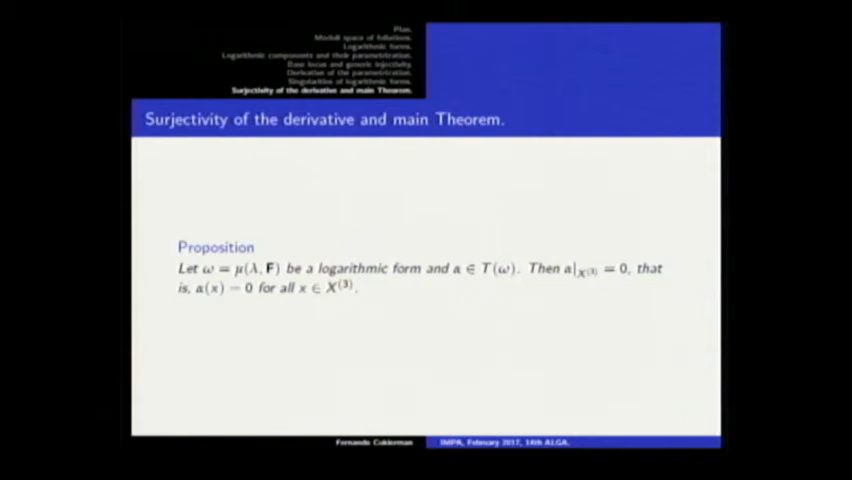 Plan.
Moduli space of foliations.
Logarithmic forms.
Logarithmic components and their parametrization.
Base locus and generic injectivity.
Derivative of the parametrization.
Singularities of logarithmic forms.
Surjectivity of the derivative and main Theorem.
Surjectivity of the derivative and main Theorem.
Proposition
Let ω = μ(λ, F) be a logarithmic form and α ∈ T(ω). Then α|X⁽³⁾ = 0, that
is, α(x) = 0 for all x ∈ X⁽³⁾.
Fernando Cukierman
IMPA, February 2017, 14th ALGA.